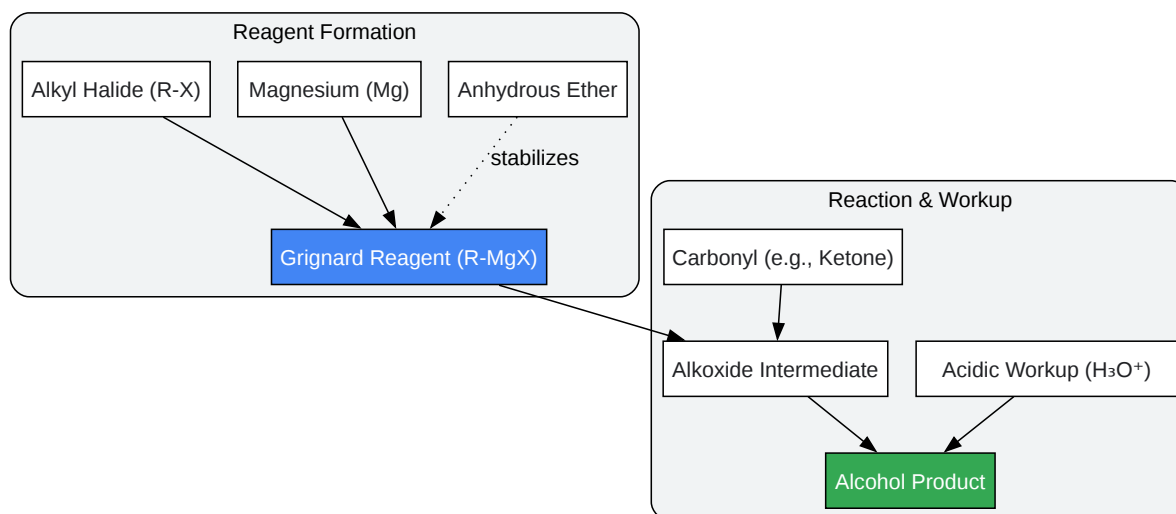 Reagent Formation
Alkyl Halide (R-X)
Magnesium (Mg)
Anhydrous Ether
stabilizes
Grignard Reagent (R-MgX)
Reaction & Workup
Carbonyl (e.g., Ketone)
Alkoxide Intermediate
Acidic Workup (H₃O⁺)
Alcohol Product